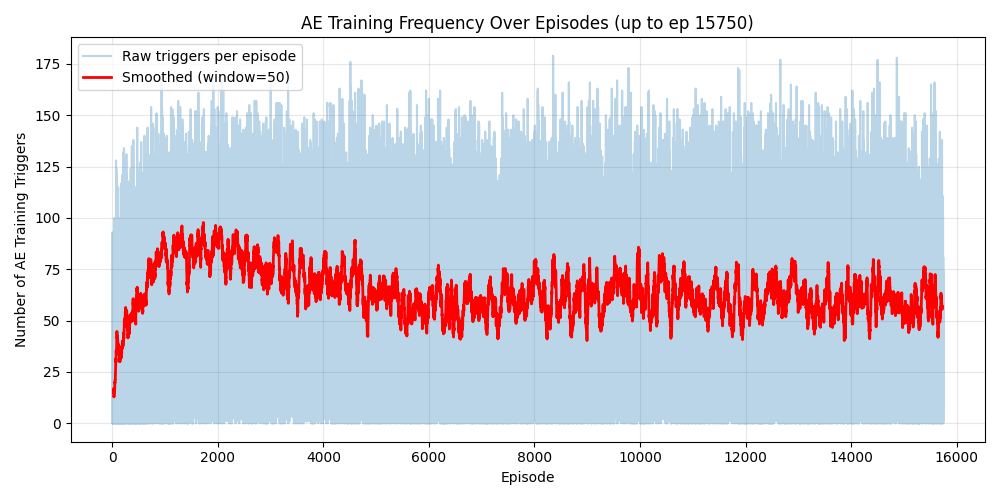 AE Training Frequency Over Episodes (up to ep 15750)
Raw triggers per episode
Smoothed (window=50)
Number of AE Training Triggers
175
150
125
100
75
50
25
0
0 2000 4000 6000 8000 10000 12000 14000 16000
Episode